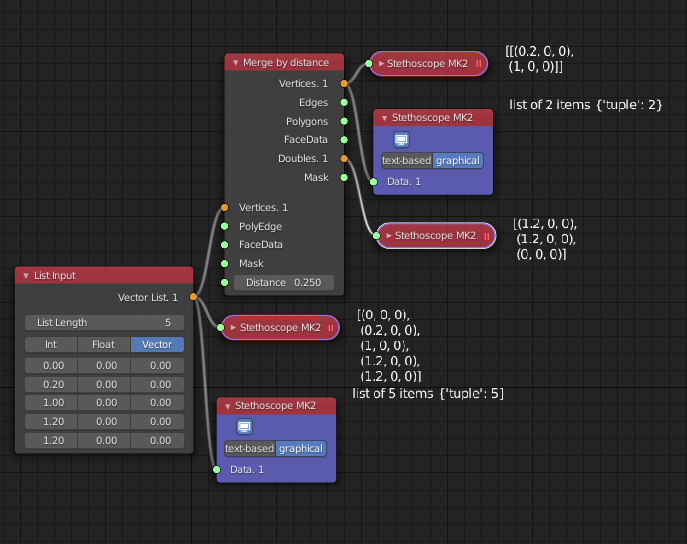 Merge by distance
Vertices. 1
Edges
Polygons
FaceData
Doubles. 1
Mask
Vertices. 1
PolyEdge
FaceData
Mask
Distance 0.250
Stethoscope MK2
[[(0.2, 0, 0),
(1, 0, 0)]]
list of 2 items {'tuple': 2}
Stethoscope MK2
text-based graphical
Data. 1
Stethoscope MK2
[(1.2, 0, 0),
(1.2, 0, 0),
(0, 0, 0)]
List Input
Vector List. 1
List Length 5
Int Float Vector
0.00 0.00 0.00
0.20 0.00 0.00
1.00 0.00 0.00
1.20 0.00 0.00
1.20 0.00 0.00
Stethoscope MK2
[(0, 0, 0),
(0.2, 0, 0),
(1, 0, 0),
(1.2, 0, 0),
(1.2, 0, 0)]
list of 5 items {'tuple': 5}
Stethoscope MK2
text-based graphical
Data. 1